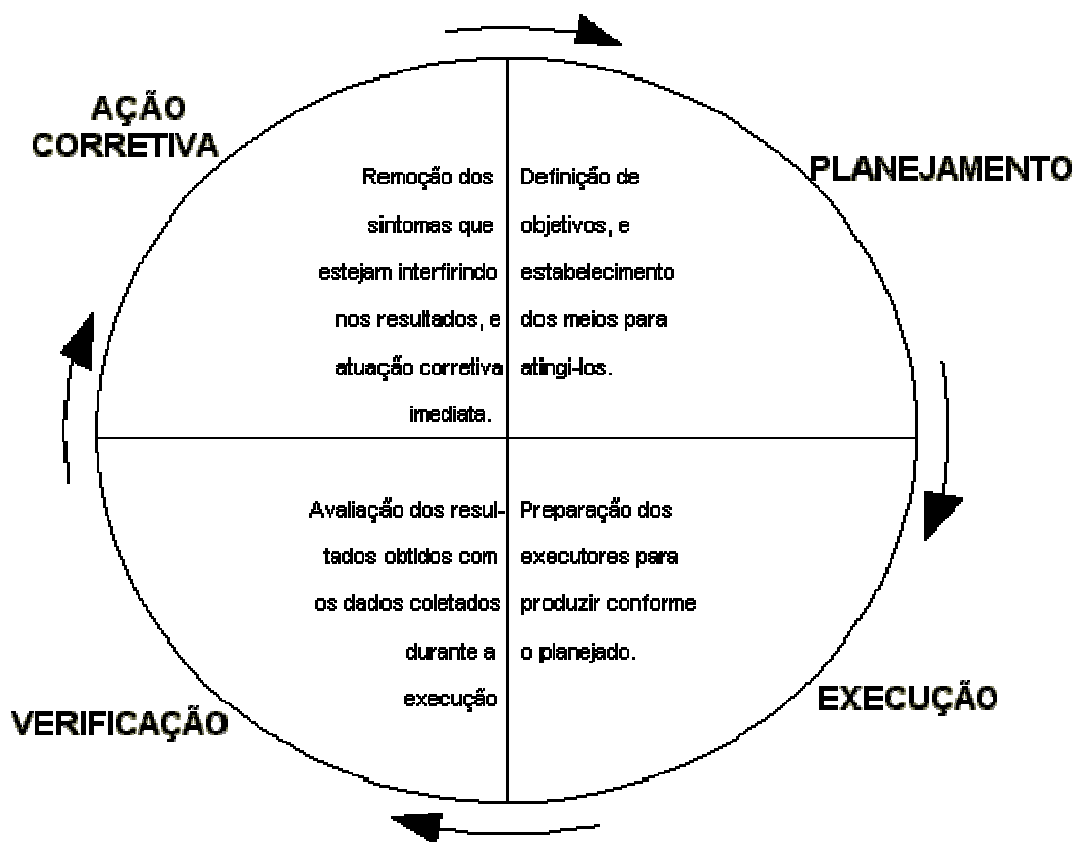 AÇÃO
CORRETIVA
Remoção dos
sintomas que
estejam interfirindo
nos resultados, e
atuação corretiva
imediata.
PLANEJAMENTO
Definição de
objetivos, e
estabelecimento
dos meios para
atingi-los.
Avaliação dos resul-
tados obtidos com
os dados coletados
durante a
execução
VERIFICAÇÃO
Preparação dos
executores para
produzir conforme
o planejado.
EXECUÇÃO